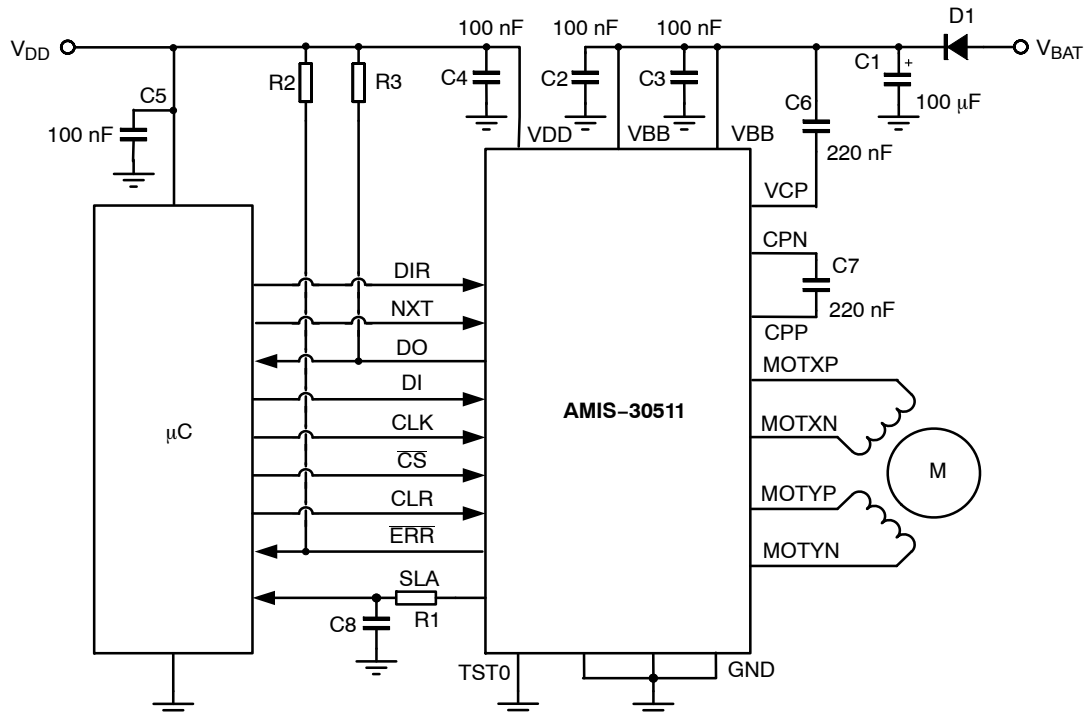 100 nF
100 nF
100 nF
D1
VDD
VBAT
R2
R3
C4
C2
C3
C1
+
100 μF
C5
C6
100 nF
VDD
VBB
VBB
220 nF
VCP
CPN
C7
220 nF
CPP
DIR
NXT
DO
DI
CLK
CS
CLR
ERR
SLA
R1
C8
μC
AMIS–30511
MOTXP
MOTXN
M
MOTYP
MOTYN
TST0
GND